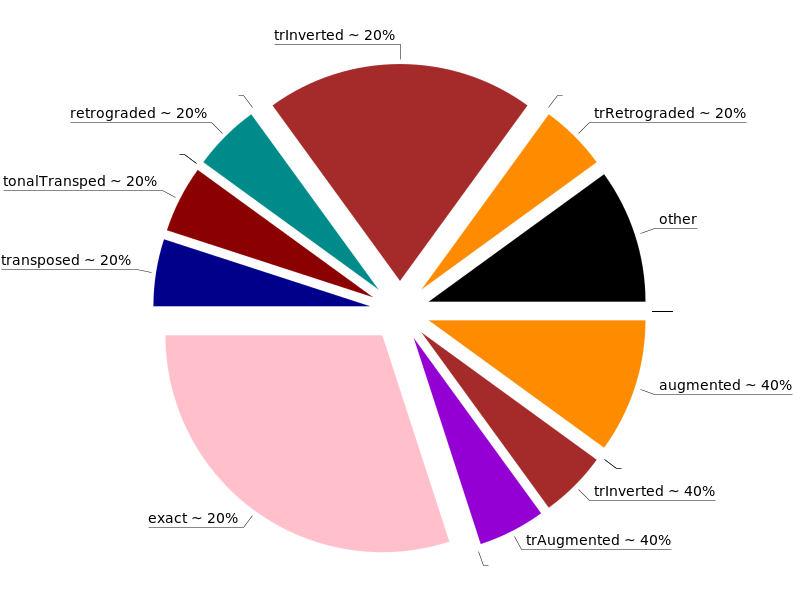 trInverted ~ 20%
retrograded ~ 20%
trRetrograded ~ 20%
tonalTransped ~ 20%
other
transposed ~ 20%
augmented ~ 40%
trInverted ~ 40%
exact ~ 20%
trAugmented ~ 40%